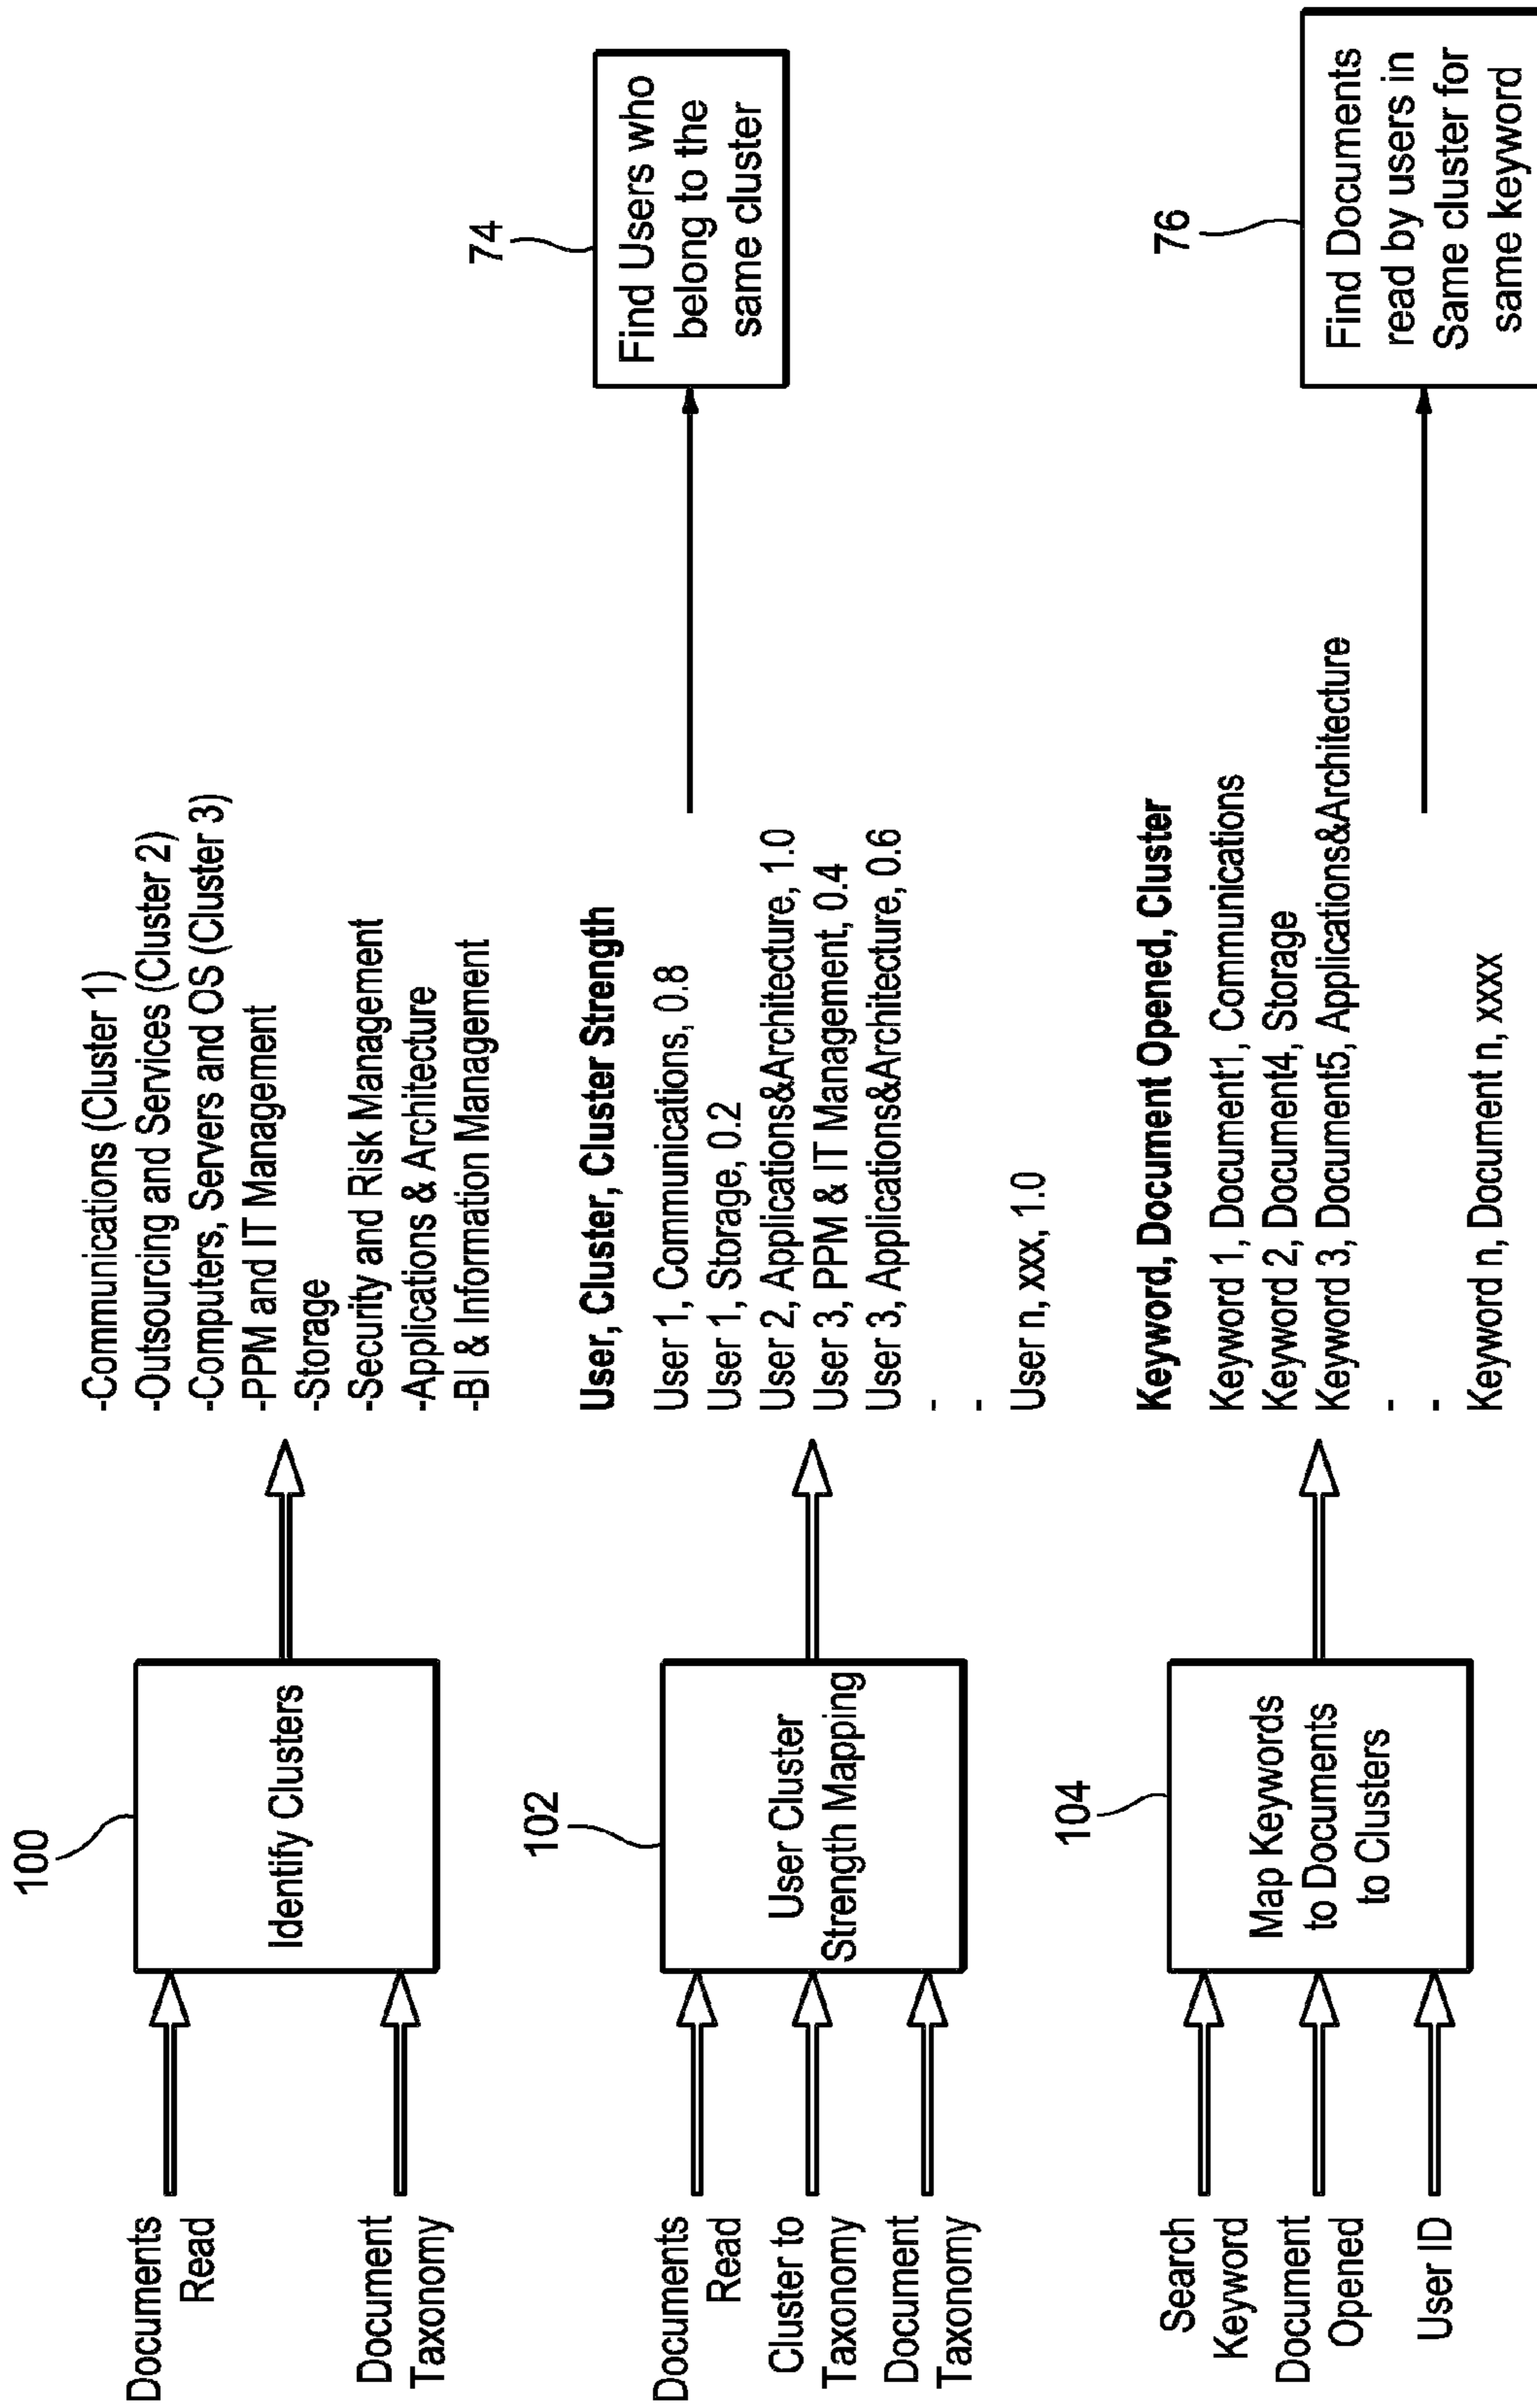 100
Documents
Read
Document
Taxonomy
Identify Clusters
-Communications (Cluster 1)
-Outsourcing and Services (Cluster 2)
-Computers, Servers and OS (Cluster 3)
-PPM and IT Management
-Storage
-Security and Risk Management
-Applications & Architecture
-BI & Information Management
102
Documents
Read
Cluster to
Taxonomy
Document
Taxonomy
User Cluster
Strength Mapping
User, Cluster, Cluster Strength
User 1, Communications, 0.8
User 1, Storage, 0.2
User 2, Applications&Architecture, 1.0
User 3, PPM & IT Management, 0.4
User 3, Applications&Architecture, 0.6
-
-
User n, xxx, 1.0
74
Find Users who
belong to the
same cluster
104
Search
Keyword
Document
Opened
User ID
Map Keywords
to Documents
to Clusters
Keyword, Document Opened, Cluster
Keyword 1, Document1, Communications
Keyword 2, Document4, Storage
Keyword 3, Document5, Applications&Architecture
-
-
Keyword n, Document n, xxxx
76
Find Documents
read by users in
Same cluster for
same keyword